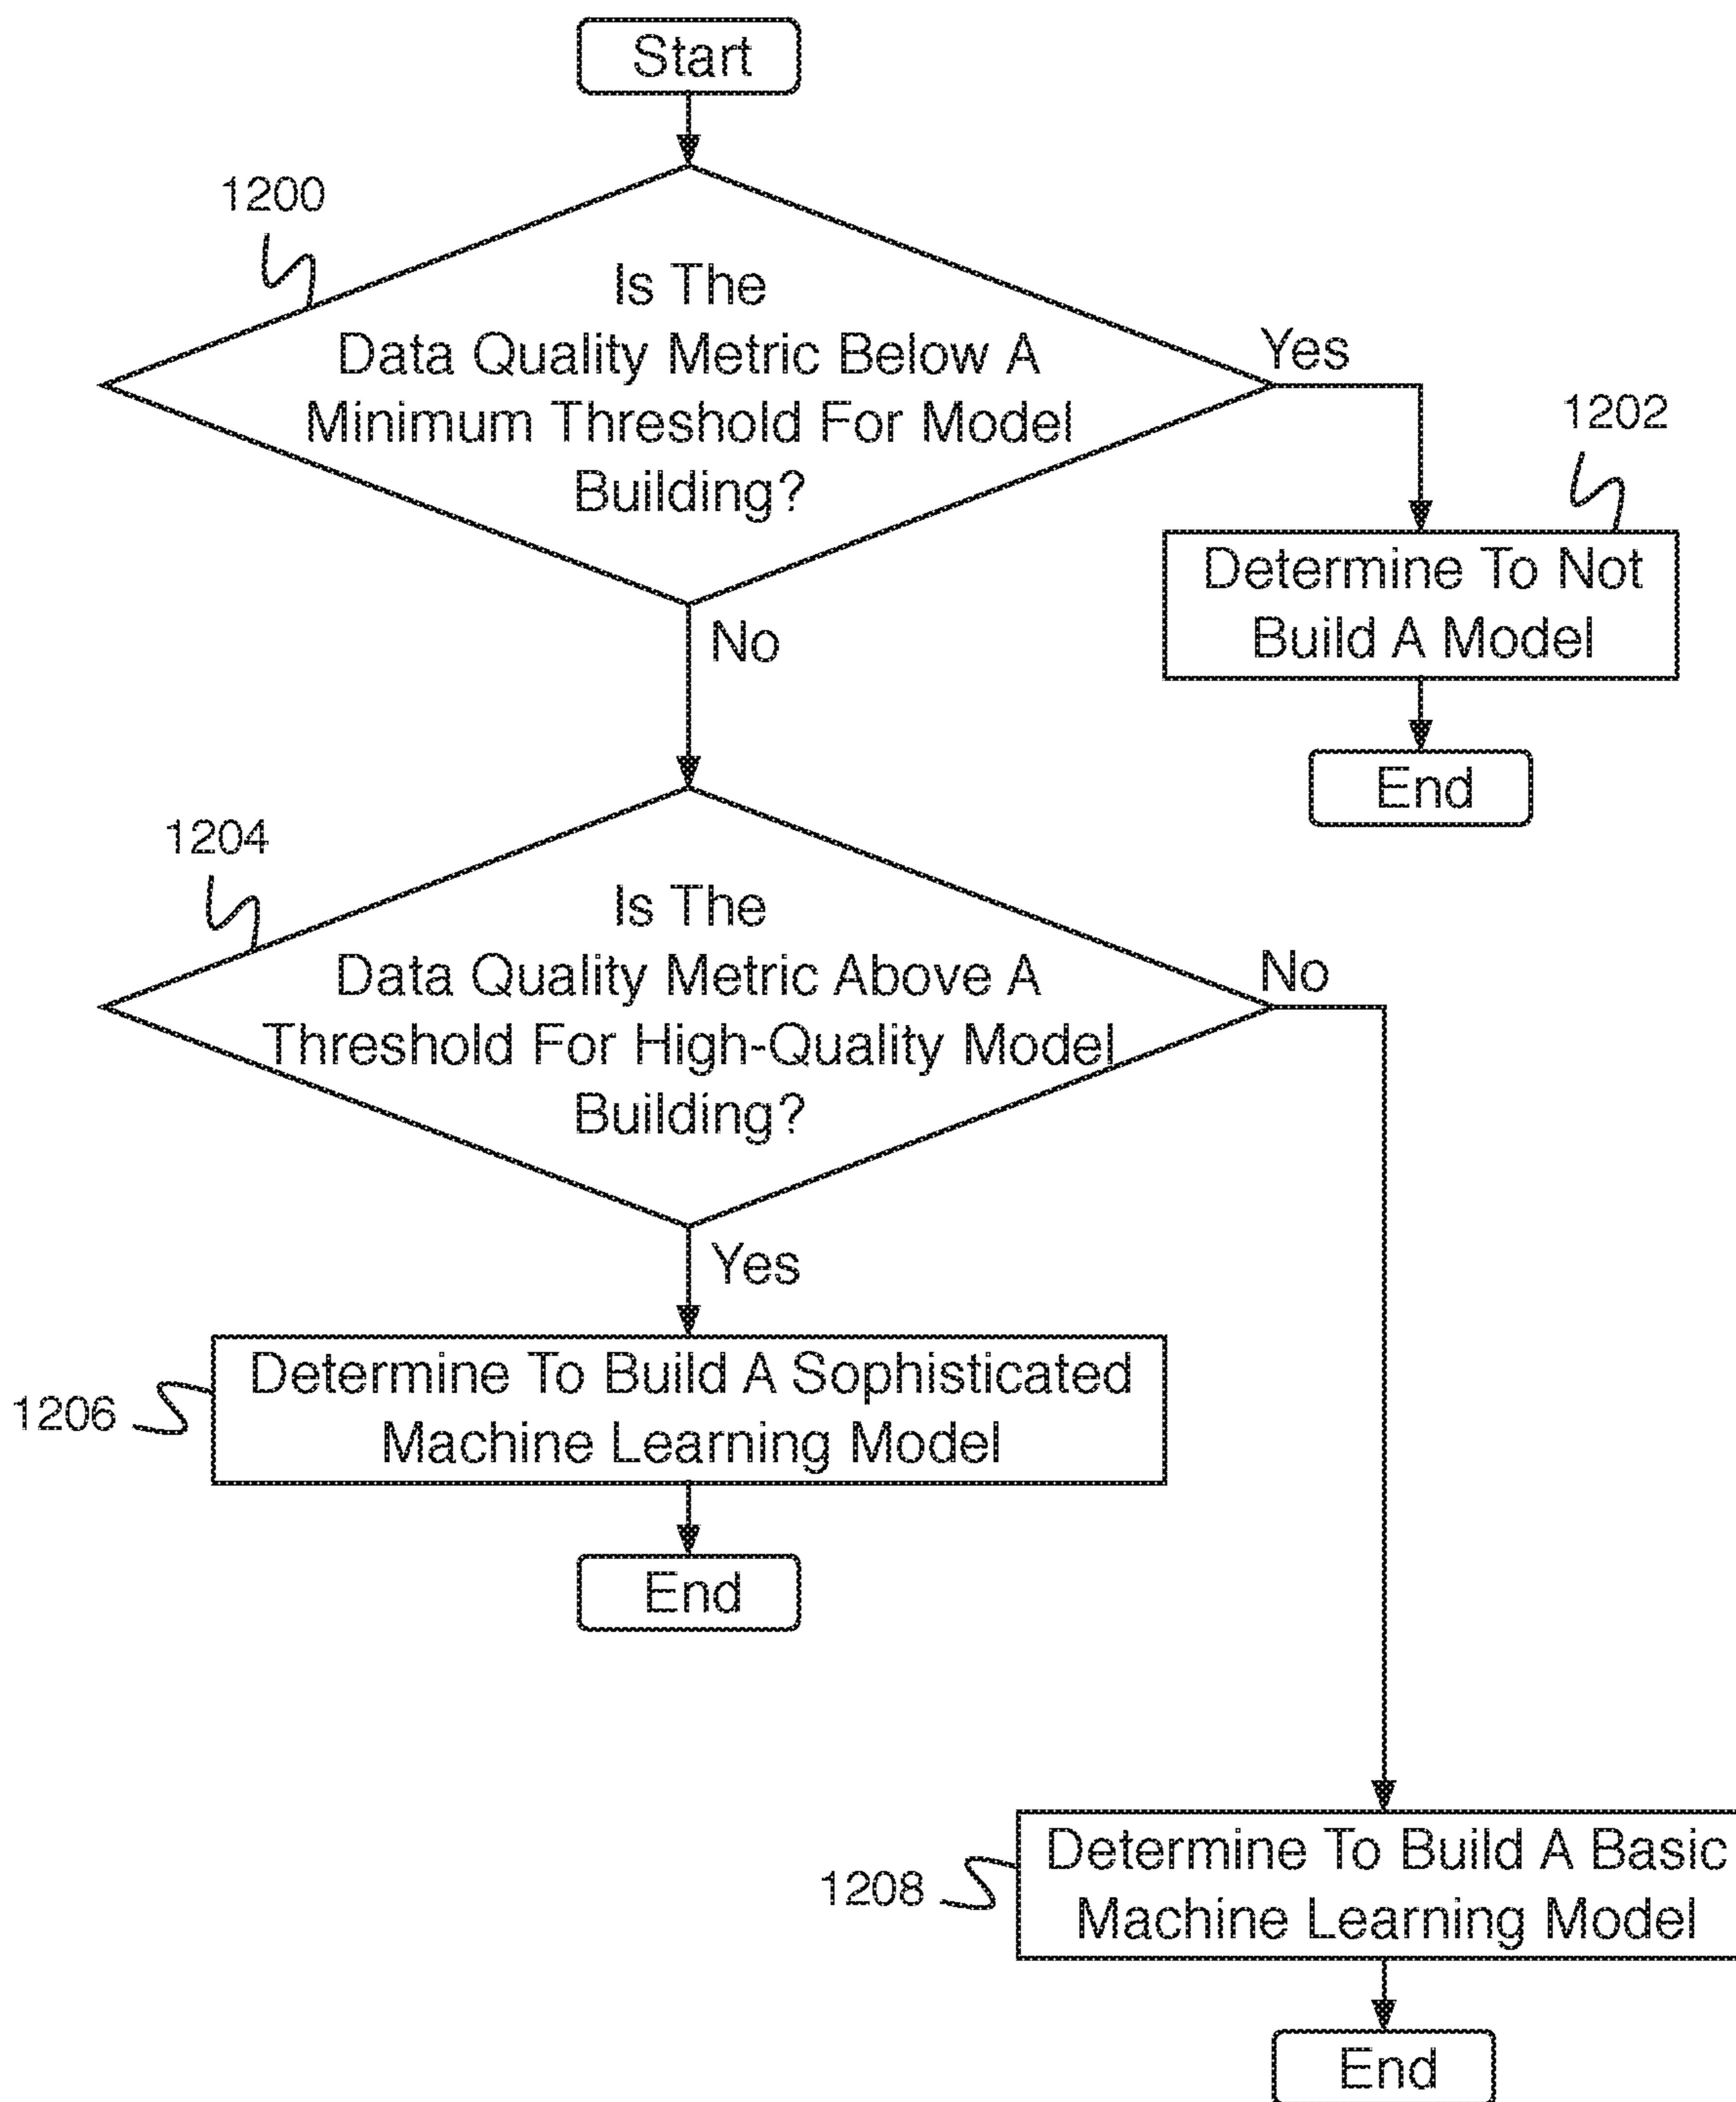 Start
1200
Is The
Data Quality Metric Below A
Minimum Threshold For Model
Building?
Yes
1202
Determine To Not
Build A Model
End
No
1204
Is The
Data Quality Metric Above A
Threshold For High-Quality Model
Building?
No
Yes
1206
Determine To Build A Sophisticated
Machine Learning Model
End
1208
Determine To Build A Basic
Machine Learning Model
End